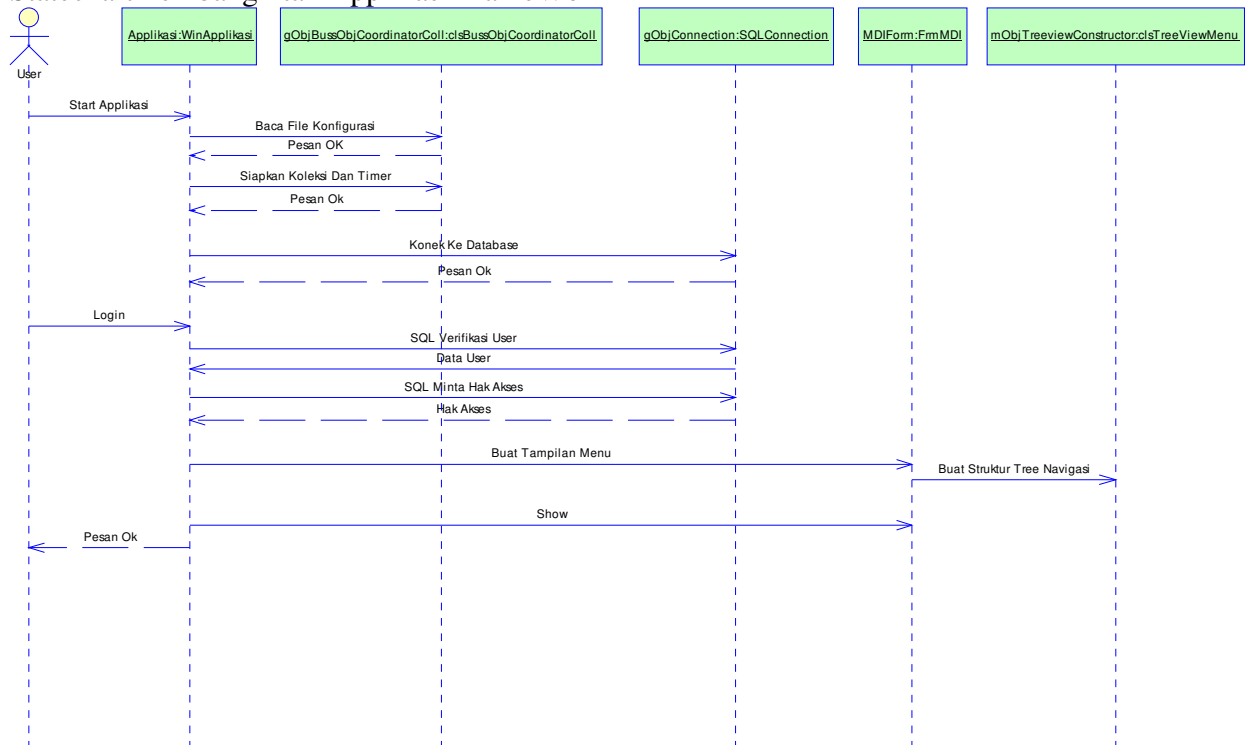 Applikasi:WinApplikasi
gObjBussObjCoordinatorColl:clsBussObjCoordinatorColl
gObjConnection:SQLConnection
MDIForm:FrmMDI
mObjTreeviewConstructor:clsTreeViewMenu
User
Start Applikasi
Baca File Konfigurasi
Pesan OK
Siapkan Koleksi Dan Timer
Pesan Ok
Konek Ke Database
Pesan Ok
Login
SQL Verifikasi User
Data User
SQL Minta Hak Akses
Hak Akses
Buat Tampilan Menu
Buat Struktur Tree Navigasi
Show
Pesan Ok